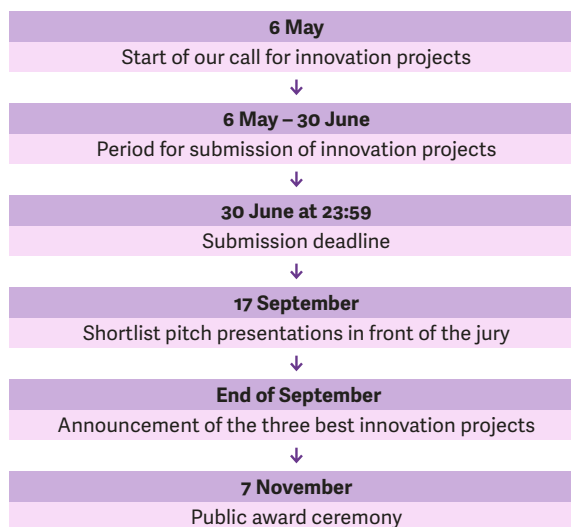 6 May
Start of our call for innovation projects
↓
6 May – 30 June
Period for submission of innovation projects
↓
30 June at 23:59
Submission deadline
↓
17 September
Shortlist pitch presentations in front of the jury
↓
End of September
Announcement of the three best innovation projects
↓
7 November
Public award ceremony